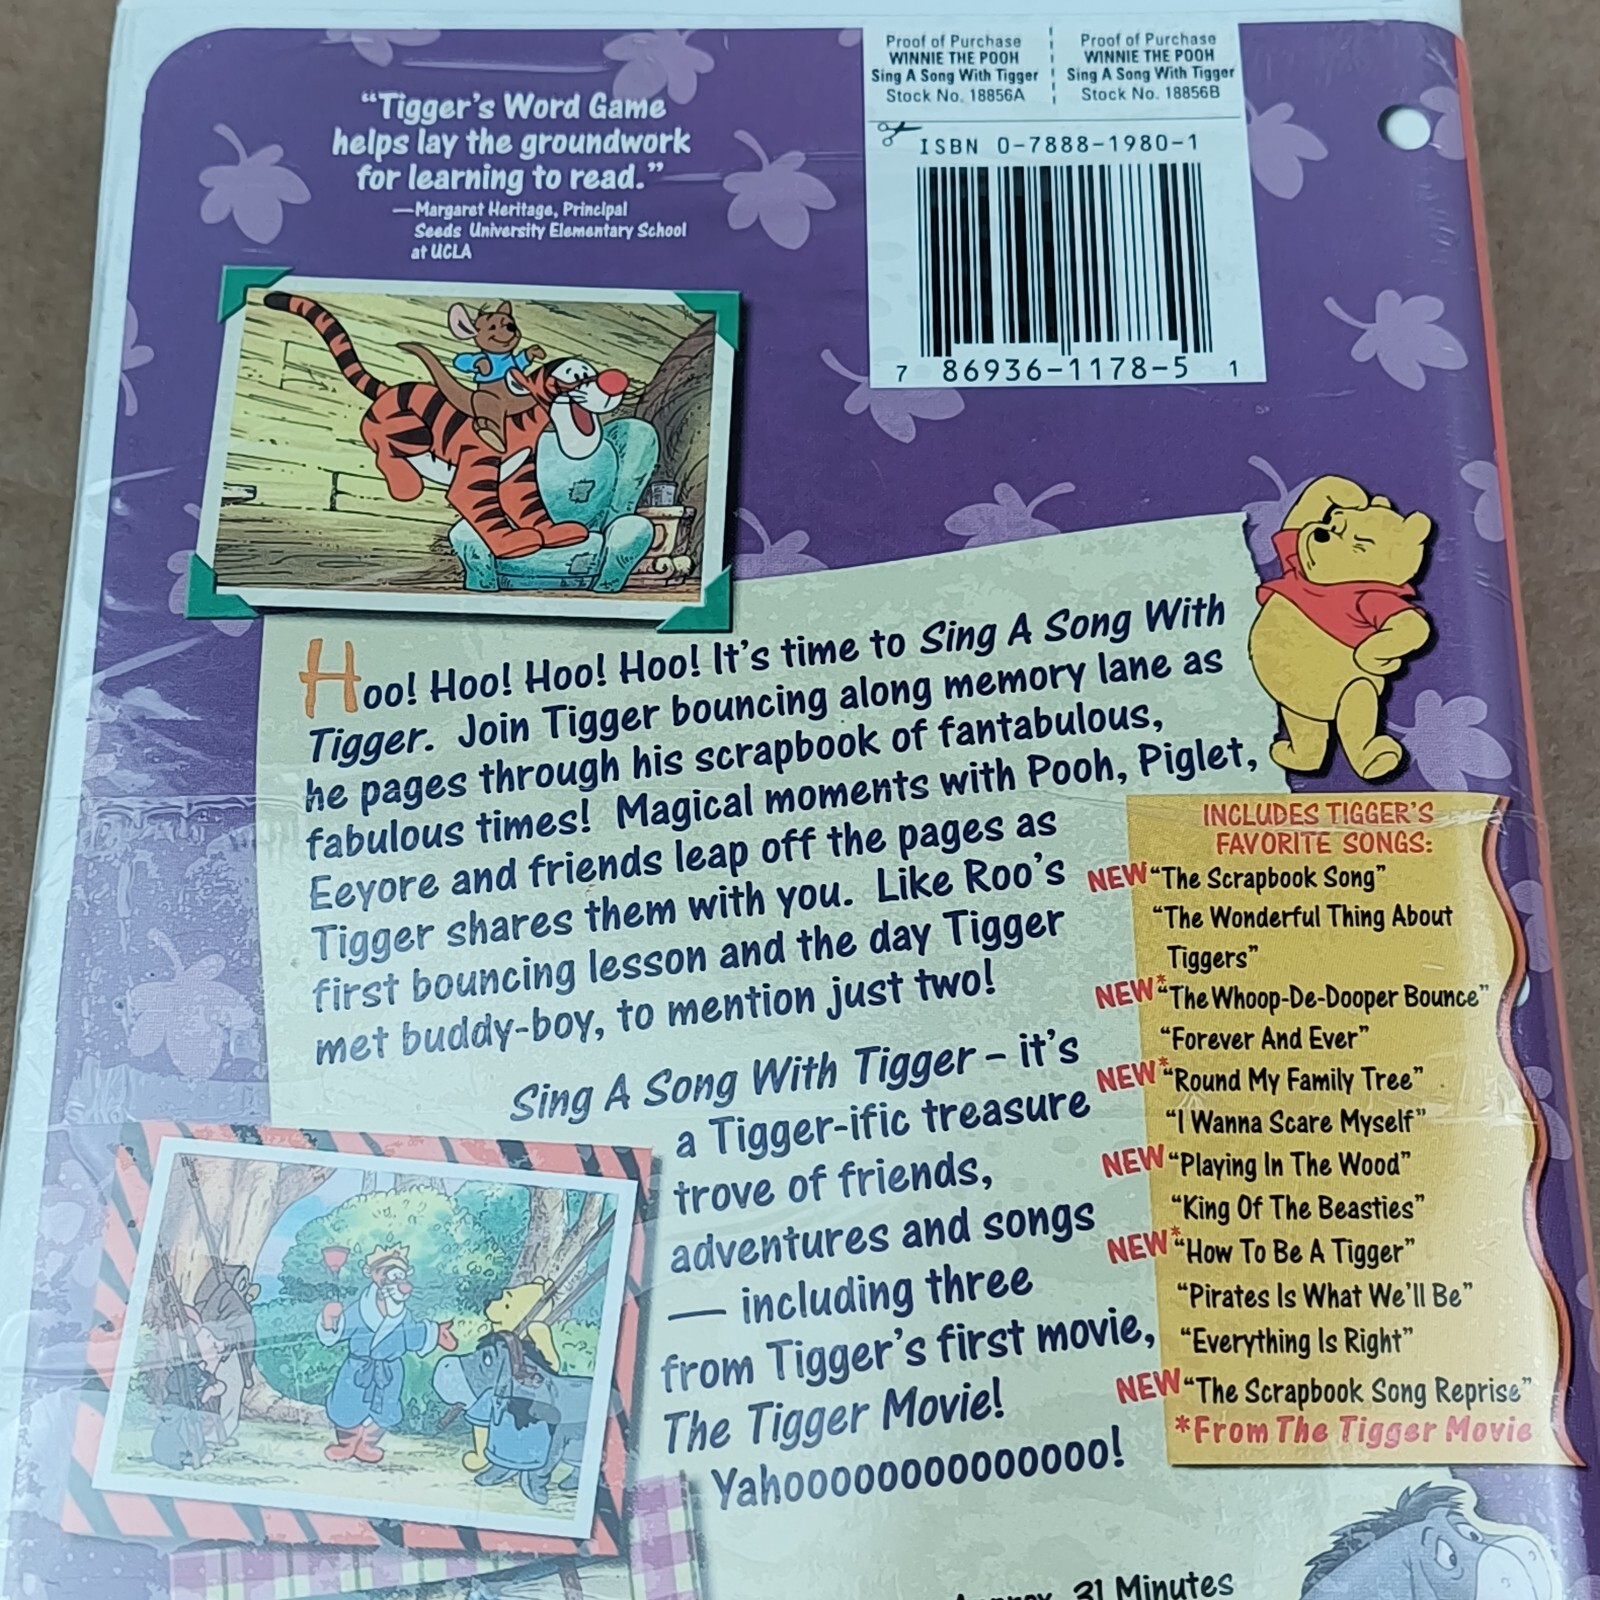 Proof of Purchase
WINNIE THE POOH
Sing A Song With Tigger
Stock No. 18856A
Proof of Purchase
WINNIE THE POOH
Sing A Song With Tigger
Stock No. 18856B
ISBN 0-7888-1980-1
7 86936-1178-5 1
“Tigger’s Word Game
helps lay the groundwork
for learning to read.”
—Margaret Heritage, Principal
Seeds University Elementary School
at UCLA
Hoo! Hoo! Hoo! Hoo! It’s time to Sing A Song With
Tigger. Join Tigger bouncing along memory lane as
he pages through his scrapbook of fantabulous,
fabulous times! Magical moments with Pooh, Piglet,
Eeyore and friends leap off the pages as
Tigger shares them with you. Like Roo’s
first bouncing lesson and the day Tigger
met buddy-boy, to mention just two!
Sing A Song With Tigger – it’s
a Tigger-ific treasure
trove of friends,
adventures and songs
— including three
from Tigger’s first movie,
The Tigger Movie!
Yahoooooooooooooo!
INCLUDES TIGGER’S
FAVORITE SONGS:
NEW “The Scrapbook Song”
“The Wonderful Thing About
Tiggers”
NEW* “The Whoop-De-Dooper Bounce”
“Forever And Ever”
NEW* “Round My Family Tree”
“I Wanna Scare Myself”
NEW “Playing In The Wood”
“King Of The Beasties”
NEW* “How To Be A Tigger”
“Pirates Is What We’ll Be”
“Everything Is Right”
NEW “The Scrapbook Song Reprise”
*From The Tigger Movie
Approx. 31 Minutes